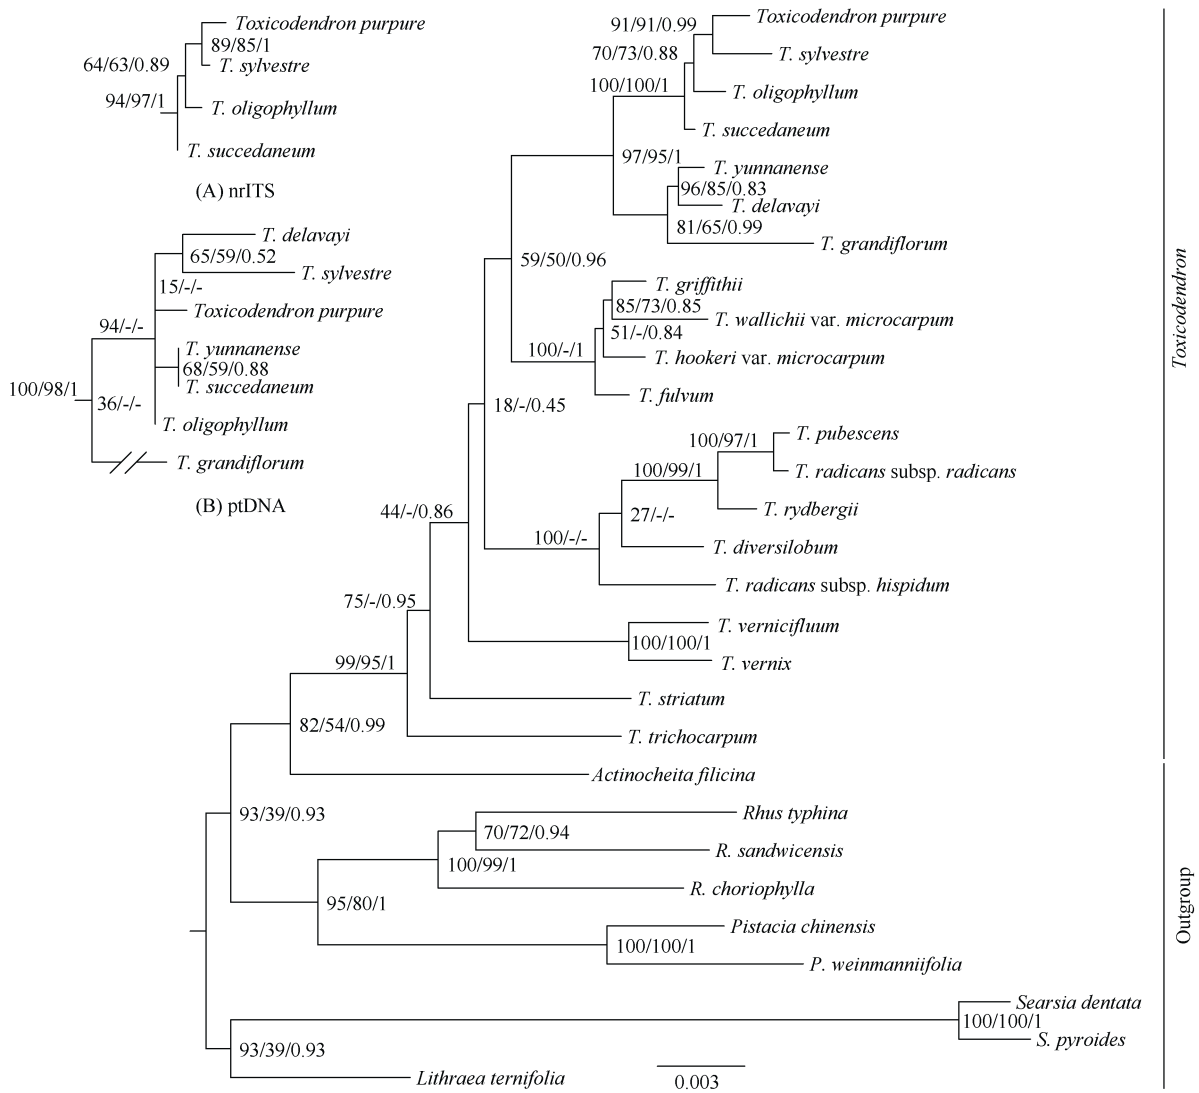 Toxicodendron purpure
89/85/1
64/63/0.89
T. sylvestre
94/97/1
T. oligophyllum
T. succedaneum
(A) nrITS
T. delavayi
65/59/0.52
T. sylvestre
15/-/-
Toxicodendron purpure
94/-/-
T. yunnanense
68/59/0.88
T. succedaneum
100/98/1
36/-/-
T. oligophyllum
T. grandiflorum
(B) ptDNA
Toxicodendron purpure
91/91/0.99
70/73/0.88
T. sylvestre
100/100/1
T. oligophyllum
T. succedaneum
97/95/1
T. yunnanense
96/85/0.83
T. delavayi
81/65/0.99
T. grandiflorum
59/50/0.96
T. griffithii
85/73/0.85
T. wallichii var. microcarpum
51/-/0.84
100/-/1
T. hookeri var. microcarpum
T. fulvum
18/-/0.45
T. pubescens
100/97/1
100/99/1
T. radicans subsp. radicans
T. rydbergii
27/-/-
44/-/0.86
100/-/-
T. diversilobum
T. radicans subsp. hispidum
75/-/0.95
T. vernicifluum
100/100/1
T. vernix
99/95/1
T. striatum
82/54/0.99
T. trichocarpum
Actinocheita filicina
93/39/0.93
Rhus typhina
70/72/0.94
R. sandwicensis
100/99/1
R. choriophylla
95/80/1
Pistacia chinensis
100/100/1
P. weinmanniifolia
Searsia dentata
100/100/1
S. pyroides
93/39/0.93
Lithraea ternifolia
0.003
Toxicodendron
Outgroup